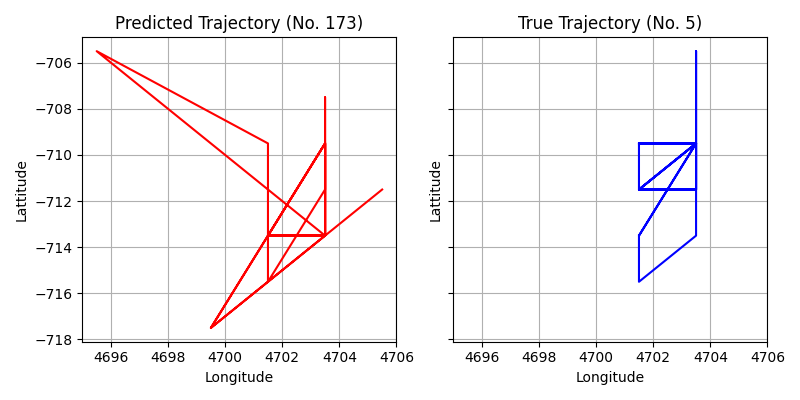 Predicted Trajectory (No. 173)
True Trajectory (No. 5)
Lattitude
−706
−708
−710
−712
−714
−716
−718
4696 4698 4700 4702 4704 4706
Longitude
Lattitude
4696 4698 4700 4702 4704 4706
Longitude